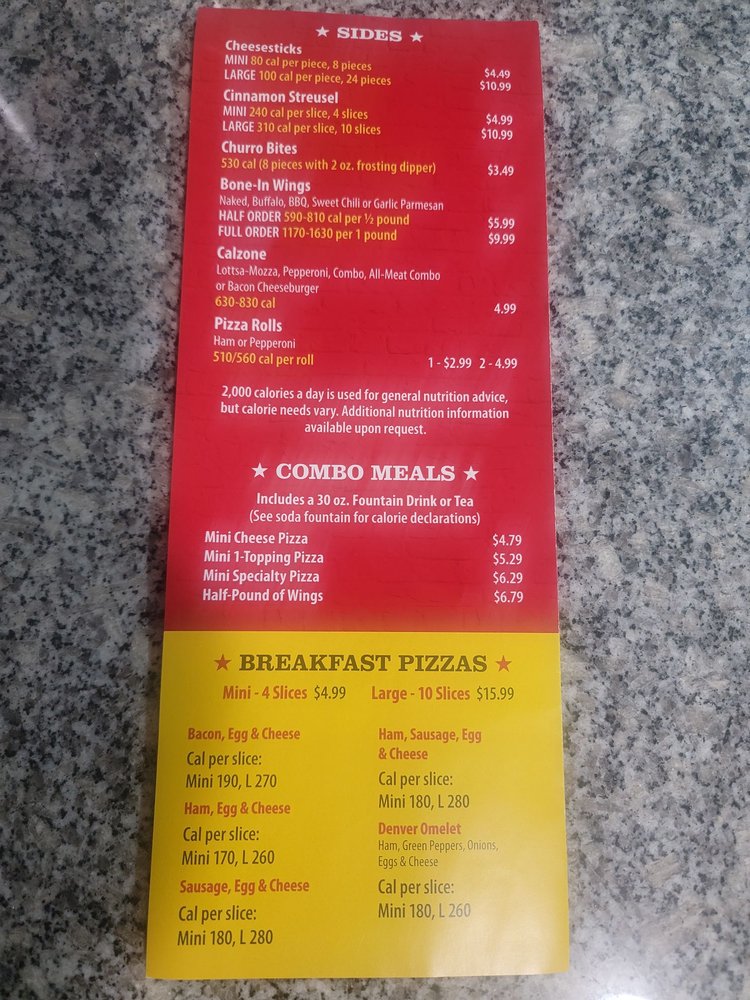 ★ SIDES ★
Cheesesticks
MINI 80 cal per piece, 8 pieces $4.49
LARGE 100 cal per piece, 24 pieces $10.99
Cinnamon Streusel
MINI 240 cal per slice, 4 slices $4.99
LARGE 310 cal per slice, 10 slices $10.99
Churro Bites
530 cal (8 pieces with 2 oz. frosting dipper) $3.49
Bone-In Wings
Naked, Buffalo, BBQ, Sweet Chili or Garlic Parmesan
HALF ORDER 590-810 cal per ½ pound $5.99
FULL ORDER 1170-1630 per 1 pound $9.99
Calzone
Lottsa-Mozza, Pepperoni, Combo, All-Meat Combo
or Bacon Cheeseburger
630-830 cal 4.99
Pizza Rolls
Ham or Pepperoni
510/560 cal per roll 1 - $2.99 2 - 4.99
2,000 calories a day is used for general nutrition advice,
but calorie needs vary. Additional nutrition information
available upon request.
★ COMBO MEALS ★
Includes a 30 oz. Fountain Drink or Tea
(See soda fountain for calorie declarations)
Mini Cheese Pizza $4.79
Mini 1-Topping Pizza $5.29
Mini Specialty Pizza $6.29
Half-Pound of Wings $6.79
★ BREAKFAST PIZZAS ★
Mini - 4 Slices $4.99 Large - 10 Slices $15.99
Bacon, Egg & Cheese
Cal per slice:
Mini 190, L 270
Ham, Egg & Cheese
Cal per slice:
Mini 170, L 260
Sausage, Egg & Cheese
Cal per slice:
Mini 180, L 280
Ham, Sausage, Egg
& Cheese
Cal per slice:
Mini 180, L 280
Denver Omelet
Ham, Green Peppers, Onions,
Eggs & Cheese
Cal per slice:
Mini 180, L 260